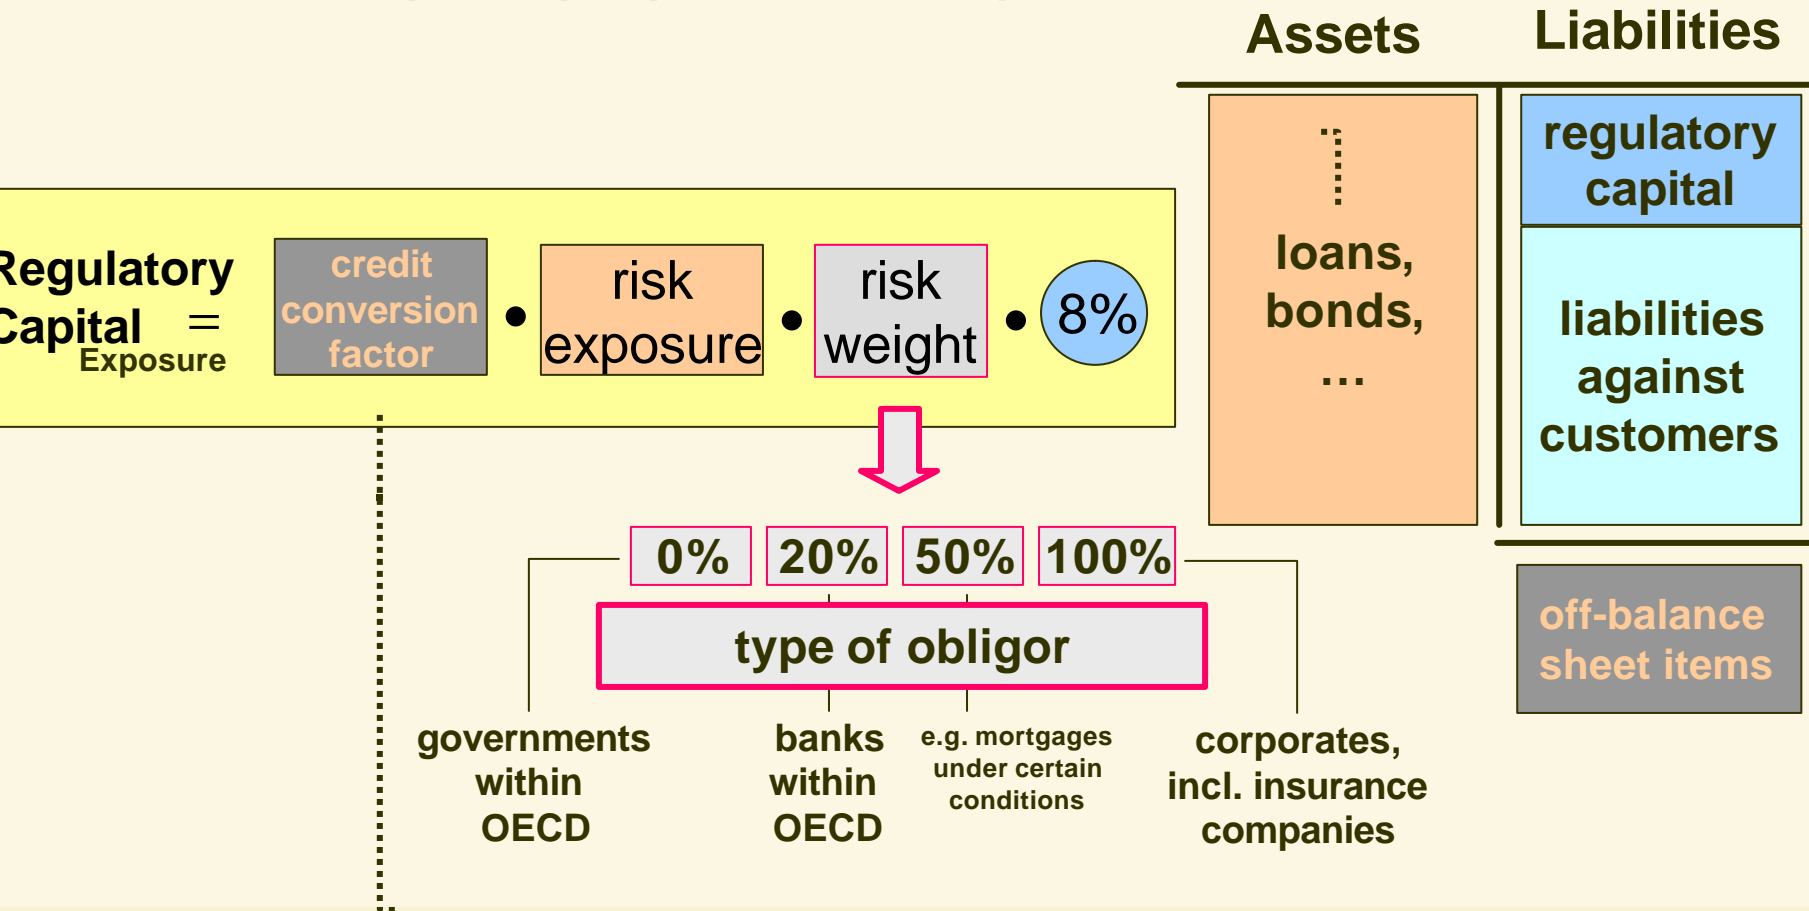 Assets
Liabilities
regulatory
capital
loans,
bonds,
...
liabilities
against
customers
off-balance
sheet items
Regulatory
Capital =
Exposure
credit
conversion
factor
•
risk
exposure
•
risk
weight
•
8%
0% 20% 50% 100%
type of obligor
governments
within
OECD
banks
within
OECD
e.g. mortgages
under certain
conditions
corporates,
incl. insurance
companies